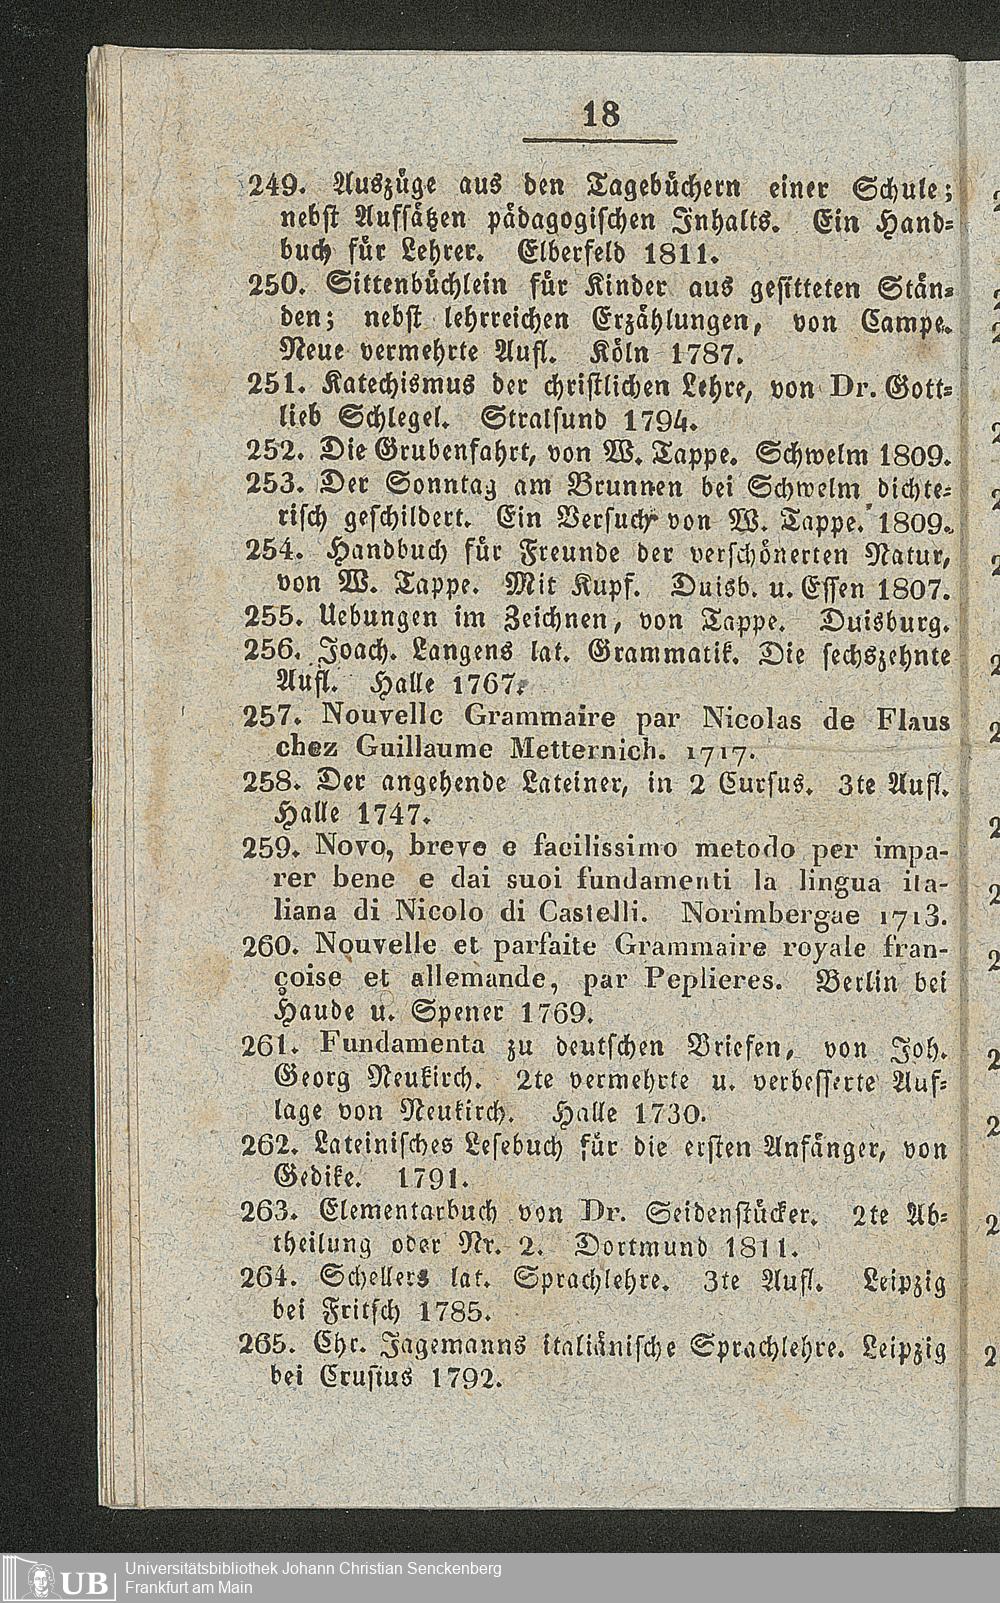 18
249. Auszüge aus den Tagebüchern einer Schule;
nebst Aufsätzen pädagogischen Inhalts. Ein Hand=
buch für Lehrer. Elberfeld 1811.
250. Sittenbüchlein für Kinder aus gesitteten Stän=
den; nebst lehrreichen Erzählungen, von Campe.
Neue vermehrte Aufl. Köln 1787.
251. Katechismus der christlichen Lehre, von Dr. Gott=
lieb Schlegel. Stralsund 1794.
252. Die Grubenfahrt, von W. Tappe. Schwelm 1809.
253. Der Sonntag am Brunnen bei Schwelm dichte=
risch geschildert. Ein Versuch von W. Tappe. 1809.
254. Handbuch für Freunde der verschönerten Natur,
von W. Tappe. Mit Kupf. Duisb. u. Essen 1807.
255. Uebungen im Zeichnen, von Tappe. Duisburg.
256. Joach. Langens lat. Grammatik. Die sechszehnte
Aufl. Halle 1767.
257. Nouvelle Grammaire par Nicolas de Flaus
chez Guillaume Metternich. 1717.
258. Der angehende Lateiner, in 2 Cursus. 3te Aufl.
Halle 1747.
259. Novo, breve e facilissimo metodo per impa-
rer bene e dai suoi fundamenti la lingua ita-
liana di Nicolo di Castelli. Norimbergae 1713.
260. Nouvelle et parfaite Grammaire royale fran-
çoise et allemande, par Peplieres. Berlin bei
Haude u. Spener 1769.
261. Fundamenta zu deutschen Briefen, von Joh.
Georg Neukirch. 2te vermehrte u. verbesserte Auf=
lage von Neukirch. Halle 1730.
262. Lateinisches Lesebuch für die ersten Anfänger, von
Gedike. 1791.
263. Elementarbuch von Dr. Seidenstücker. 2te Ab=
theilung oder Nr. 2. Dortmund 1811.
264. Schellers lat. Sprachlehre. 3te Aufl. Leipzig
bei Fritsch 1785.
265. Chr. Jagemanns italiänische Sprachlehre. Leipzig
bei Crusius 1792.
UB
Universitätsbibliothek Johann Christian Senckenberg
Frankfurt am Main